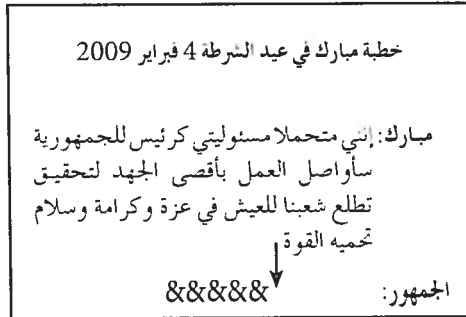 خطبة مبارك في عيد الشرطة 4 فبراير 2009
مبارك: إنني متحملا مسئوليتي كرئيس للجمهورية
سأواصل العمل بأقصى الجهد لتحقيق
تطلع شعبنا للعيش في عزة وكرامة وسلام
تحميه القوة
الجمهور: &&&&&